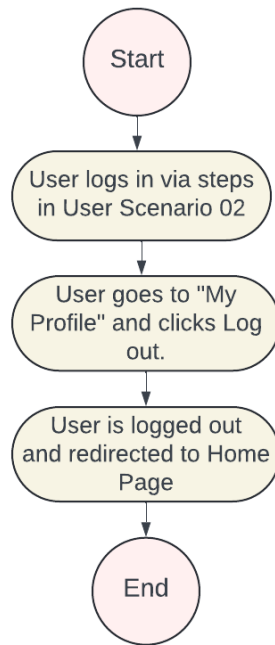 Start
User logs in via steps
in User Scenario 02
User goes to "My
Profile" and clicks Log
out.
User is logged out
and redirected to Home
Page
End